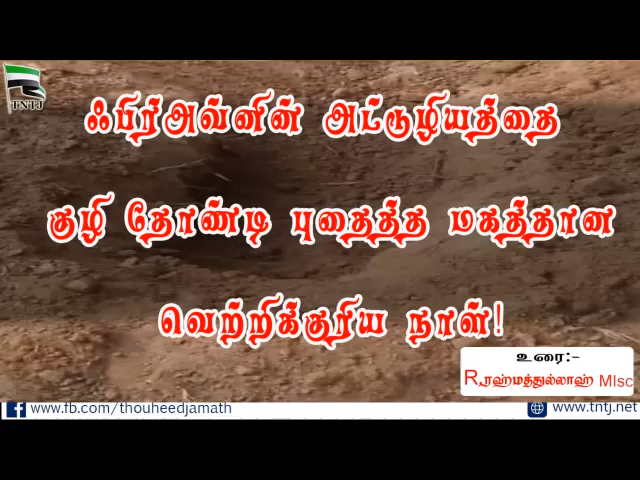 TNTJ
ஃபிர்அவ்னின் அட்டூழியத்தை
குழி தோண்டி புதைத்த மகத்தான
வெற்றிக்குரிய நாள்!
உரை:-
R.ரஹ்மத்துல்லாஹ் MIsc
www.fb.com/thouheedjamath
www.tntj.net